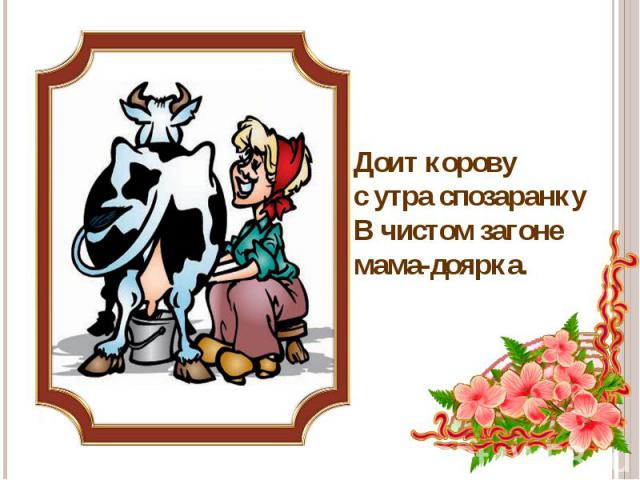 Доит корову
с утра спозаранку
В чистом загоне
мама-доярка.